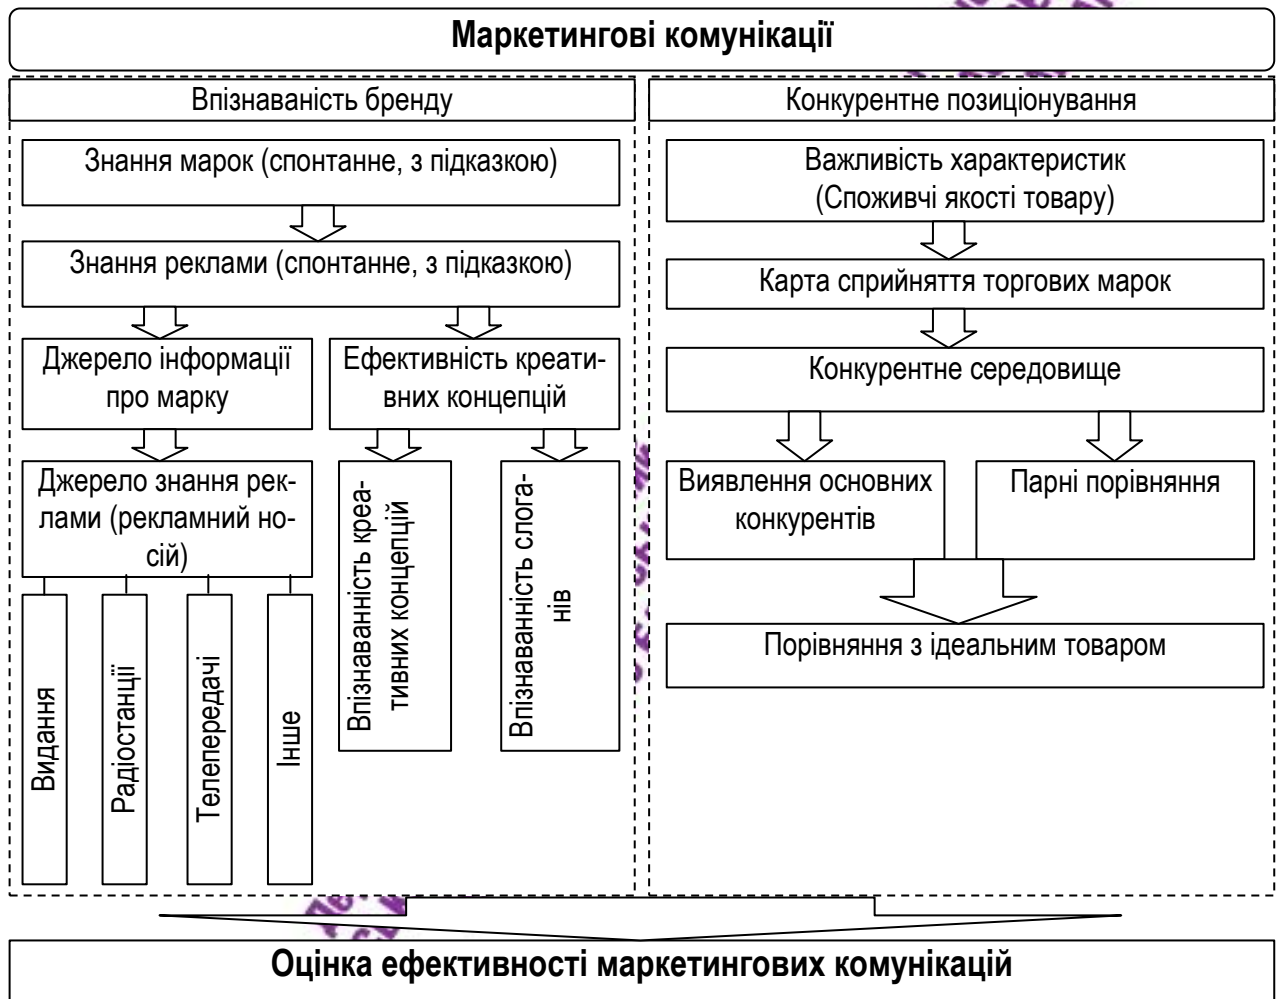 Маркетингові комунікації
Впізнаваність бренду
Знання марок (спонтанне, з підказкою)
Знання реклами (спонтанне, з підказкою)
Джерело інформації
про марку
Ефективність креати-
вних концепцій
Джерело знання рек-
лами (рекламний но-
сій)
Впізнаванність креа-
тивних концепцій
Впізнаванність слога-
нів
Видання
Радіостанції
Телепередачі
Інше
Конкурентне позиціонування
Важливість характеристик
(Споживчі якості товару)
Карта сприйняття торгових марок
Конкурентне середовище
Виявлення основних
конкурентів
Парні порівняння
Порівняння з ідеальним товаром
Оцінка ефективності маркетингових комунікацій